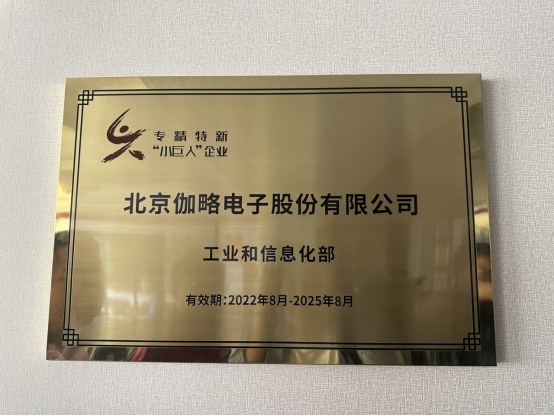 专精特新
“小巨人”企业
北京伽略电子股份有限公司
工业和信息化部
有效期:2022年8月-2025年8月